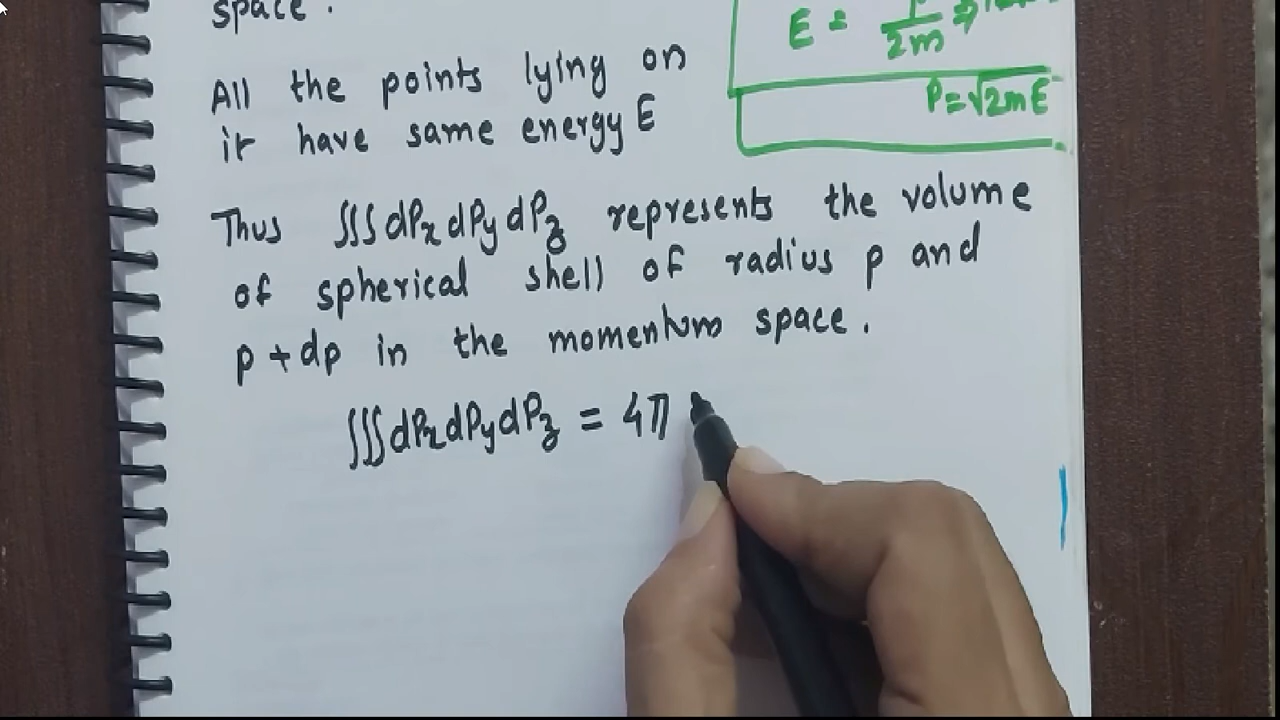 space.
All the points lying on
it have same energy E
E = p/2m ⇒
P = √2mE
Thus ∫∫∫ dPx dPy dPz represents the volume
of spherical shell of radius p and
p + dp in the momentum space.
∫∫∫ dPx dPy dPz = 4π